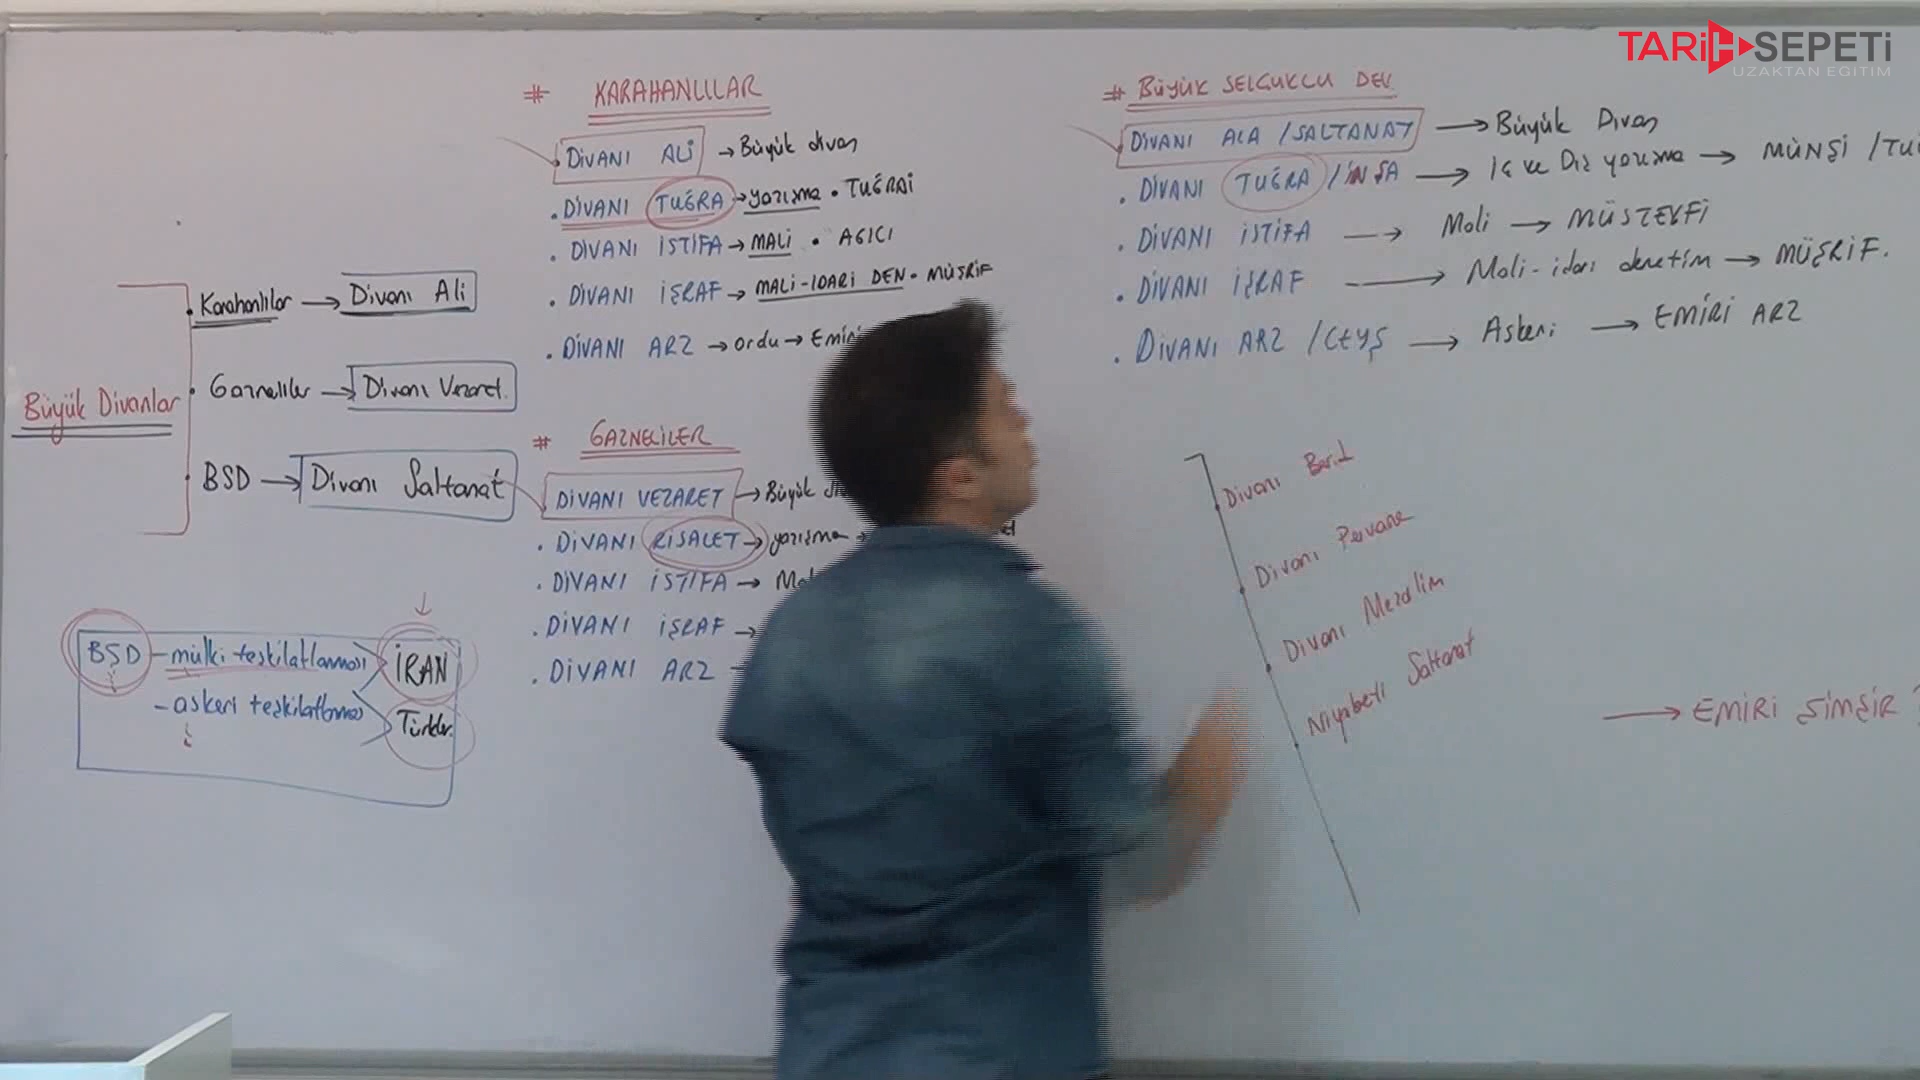 TARİH SEPETİ
UZAKTAN EĞİTİM
Büyük Divanlar
Karahanlılar → Divanı Ali
Gazneliler → Divanı Vezaret
BSD → Divanı Saltanat
BSD - mülki teşkilatlanması
İRAN
- askeri teşkilatlanması
Türkler
# KARAHANLILAR
DİVANI ALİ → Büyük divan
. DİVANI TUĞRA → yazışma • TUĞRAİ
. DİVANI İSTİFA → MALİ • AGICI
. DİVANI İŞRAF → MALİ-IDARİ DEN • MÜŞRİF
. DİVANI ARZ → ordu →
# GAZNELİLER
DİVANI VEZARET → Büyük
. DİVANI RİSALET → yazışma →
. DİVANI İSTİFA →
. DİVANI İŞRAF →
. DİVANI ARZ
# BÜYÜK SELÇUKLU DEV.
DİVANI ALA / SALTANAT → Büyük Divan
. DİVANI TUĞRA / İNŞA → İç ve Dış yazışma → MÜNŞİ /
. DİVANI İSTİFA → Mali → MÜSTEVFİ
. DİVANI İŞRAF → Mali-idari denetim → MÜŞRİF.
. DİVANI ARZ / CEYŞ → Askeri → EMİRİ ARZ
Divanı Berid
Divanı Pervane
Divanı Mezalim
Niyabeti Saltanat
→ EMİRİ ŞİMŞİR